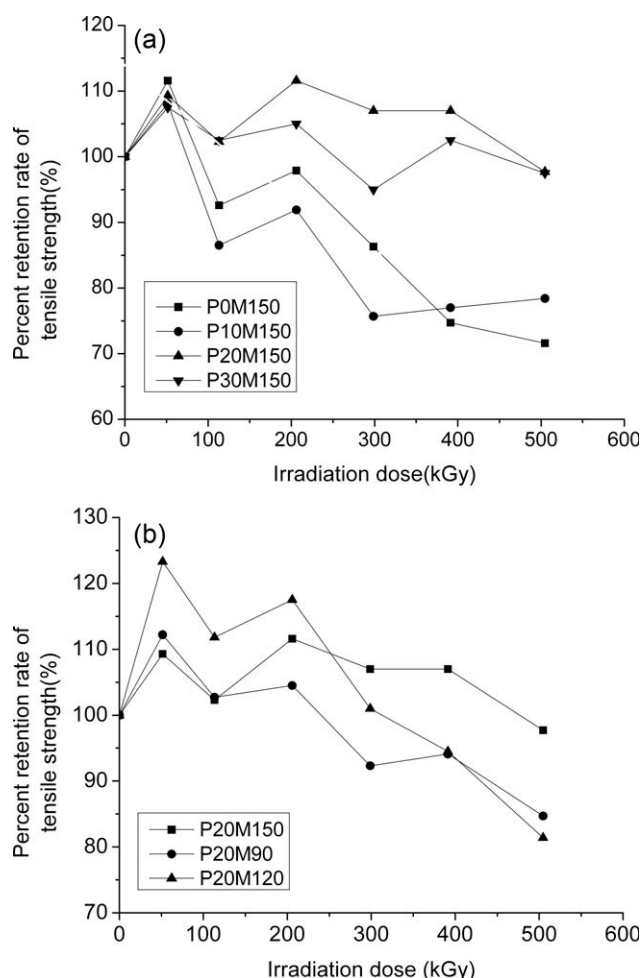 (a)
120
110
100
90
80
70
60
Percent retention rate of
tensile strength(%)
P0M150
P10M150
P20M150
P30M150
0 100 200 300 400 500 600
Irradiation dose(kGy)
(b)
130
120
110
100
90
80
70
Percent retention rate of
tensile strength(%)
P20M150
P20M90
P20M120
0 100 200 300 400 500 600
Irradiation dose (kGy)